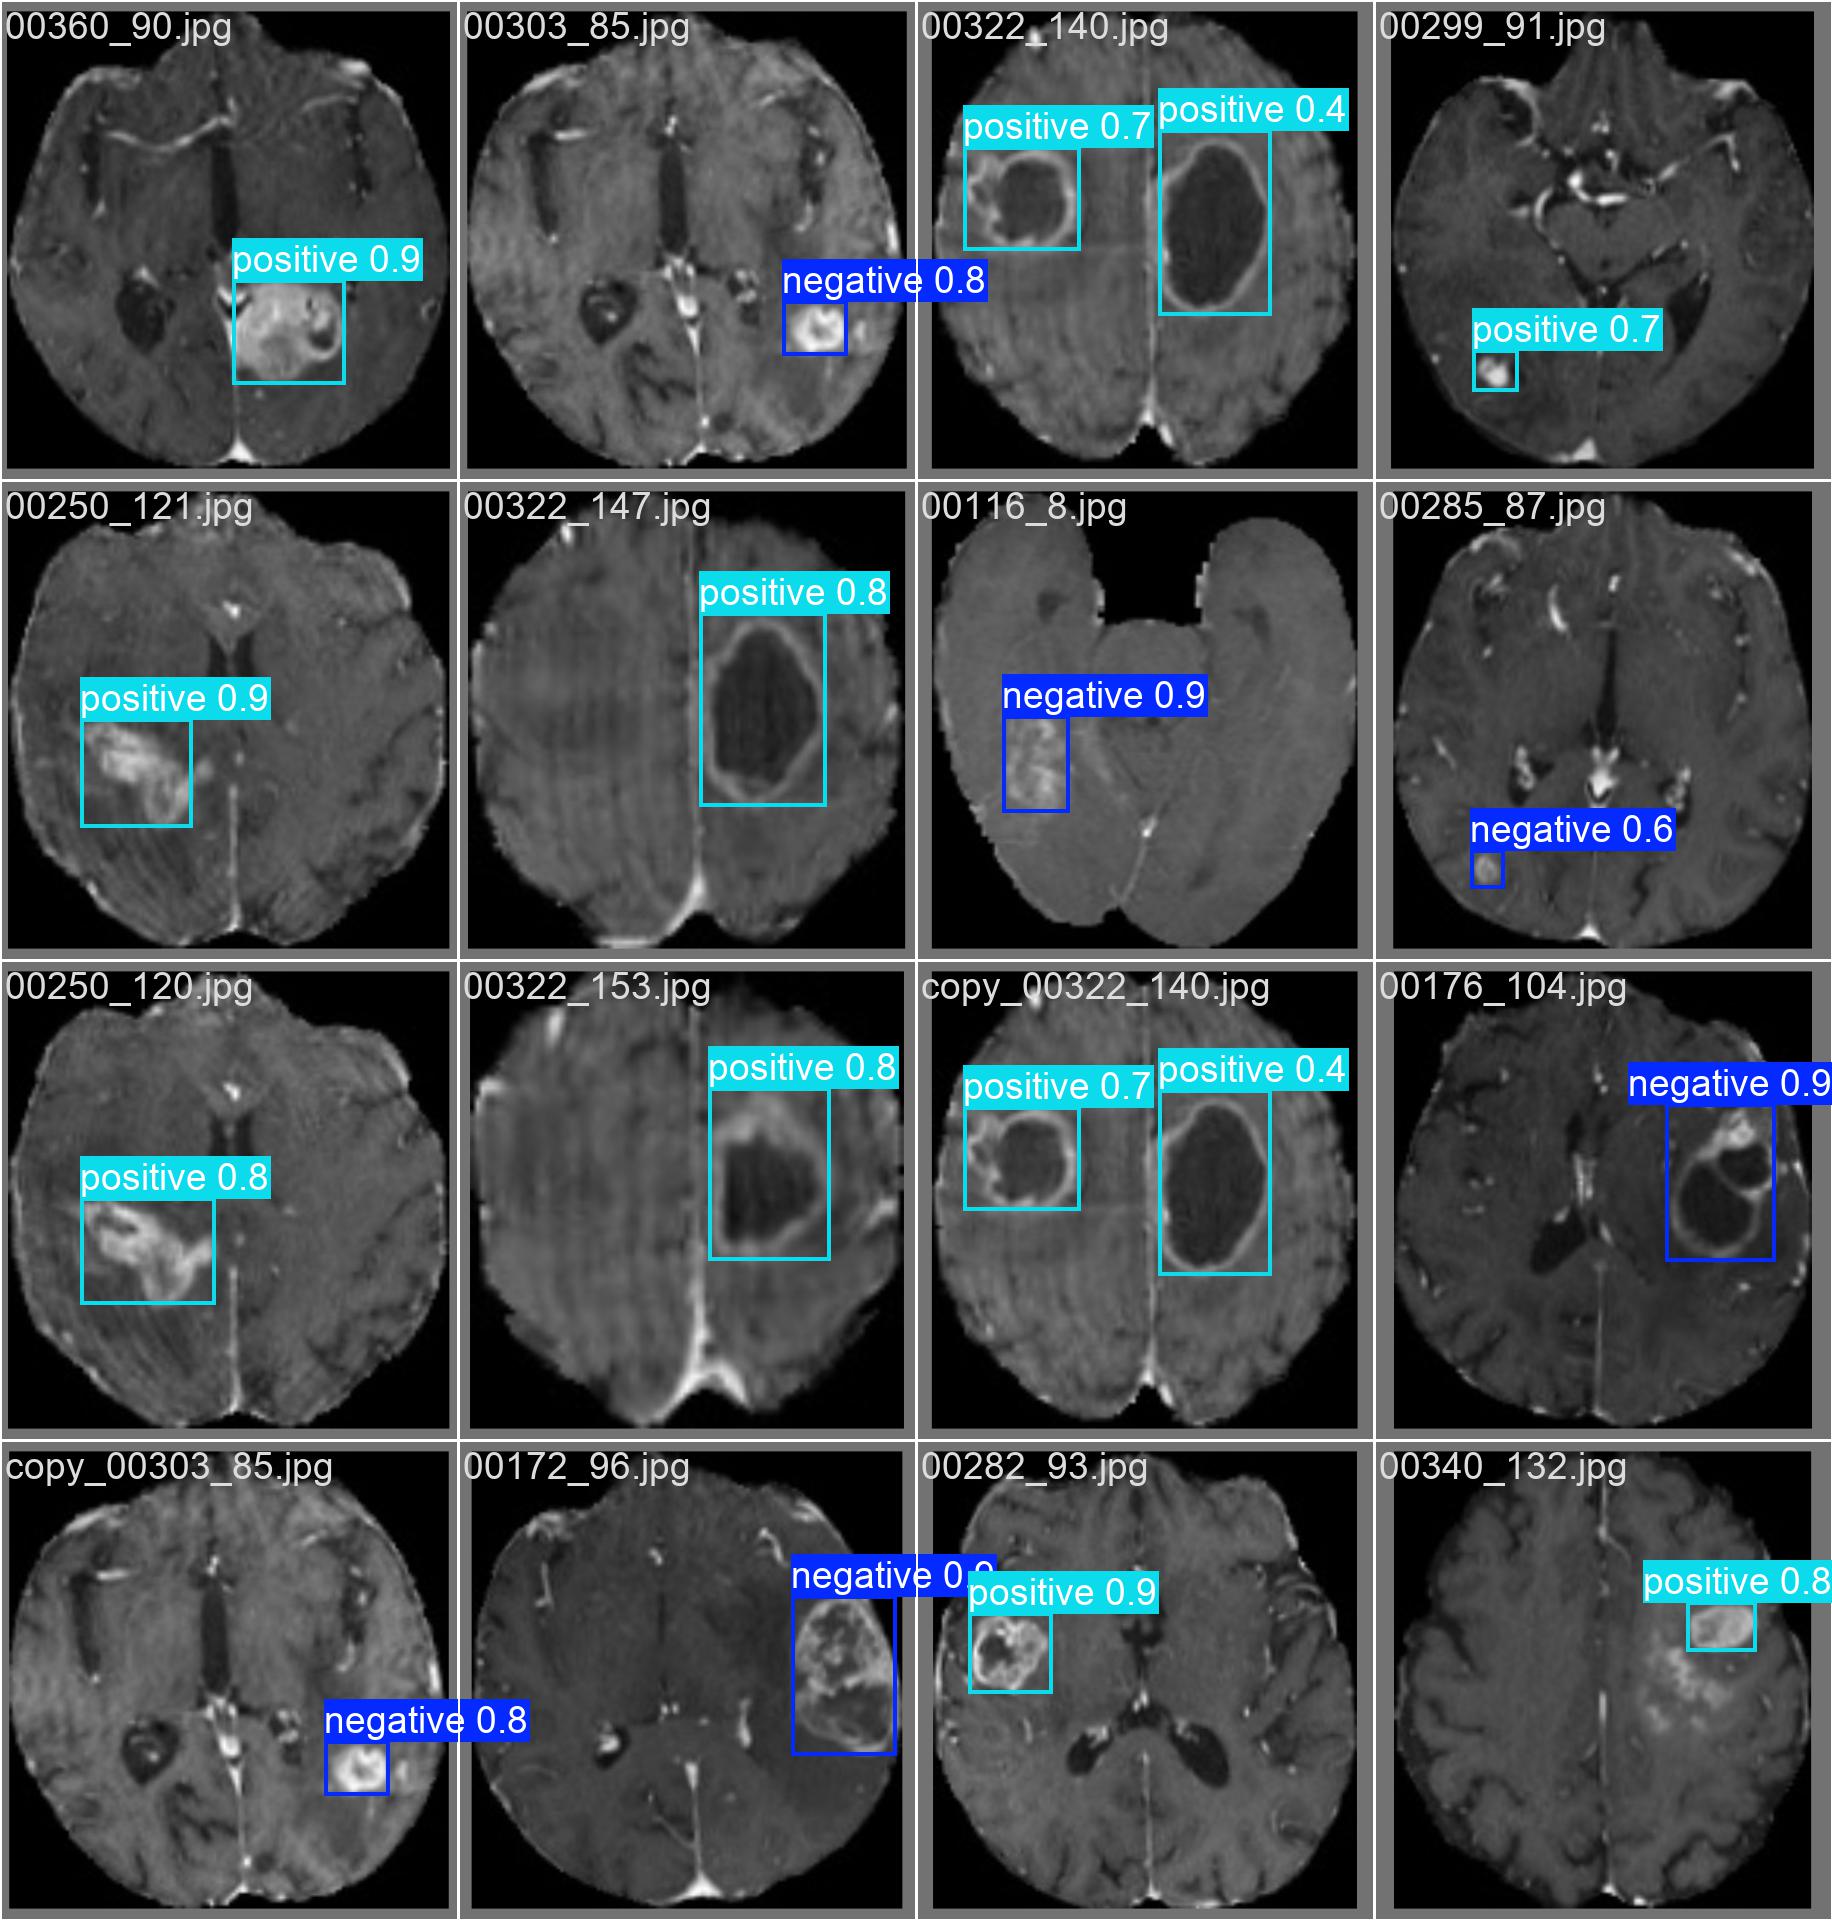 00360_90.jpg
positive 0.9
00303_85.jpg
negative 0.8
00322_140.jpg
positive 0.7
positive 0.4
00299_91.jpg
positive 0.7
00250_121.jpg
positive 0.9
00322_147.jpg
positive 0.8
00116_8.jpg
negative 0.9
00285_87.jpg
negative 0.6
00250_120.jpg
positive 0.8
00322_153.jpg
positive 0.8
copy_00322_140.jpg
positive 0.7
positive 0.4
00176_104.jpg
negative 0.9
copy_00303_85.jpg
negative 0.8
00172_96.jpg
negative 0.9
00282_93.jpg
positive 0.9
00340_132.jpg
positive 0.8